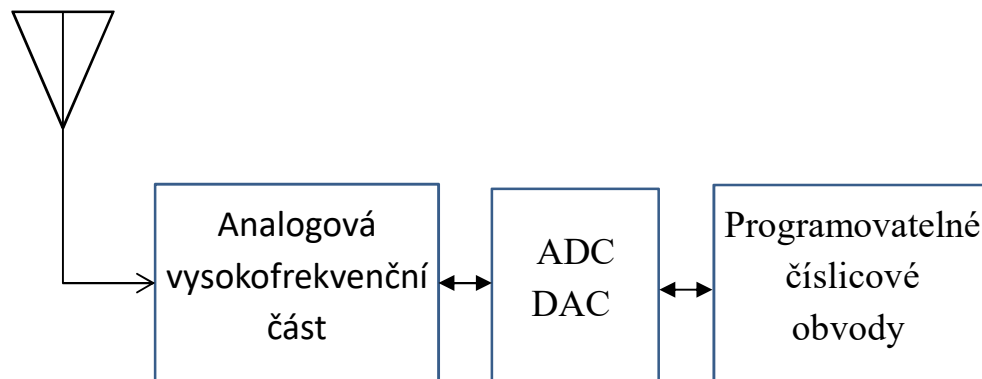 Analogová
vysokofrekvenční
část
ADC
DAC
Programovatelné
číslicové
obvody